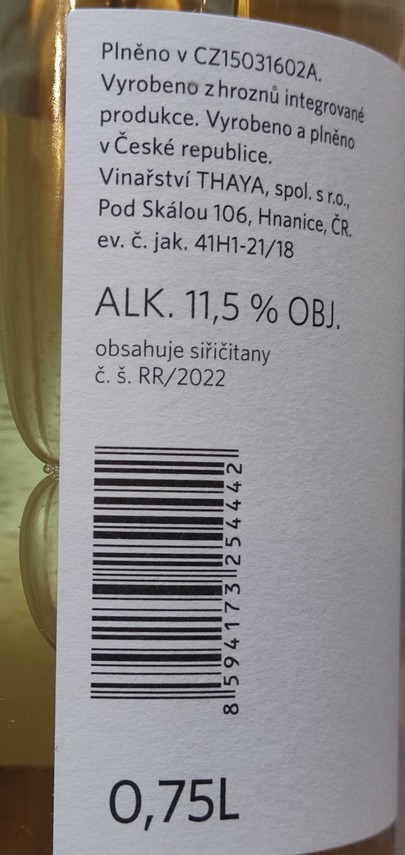 Plněno v CZ15031602A.
Vyrobeno z hroznů integrované
produkce. Vyrobeno a plněno
v České republice.
Vinařství THAYA, spol. s r.o.,
Pod Skálou 106, Hnanice, ČR.
ev. č. jak. 41H1-21/18
ALK. 11,5 % OBJ.
obsahuje siřičitany
č. š. RR/2022
8594173254442
0,75L